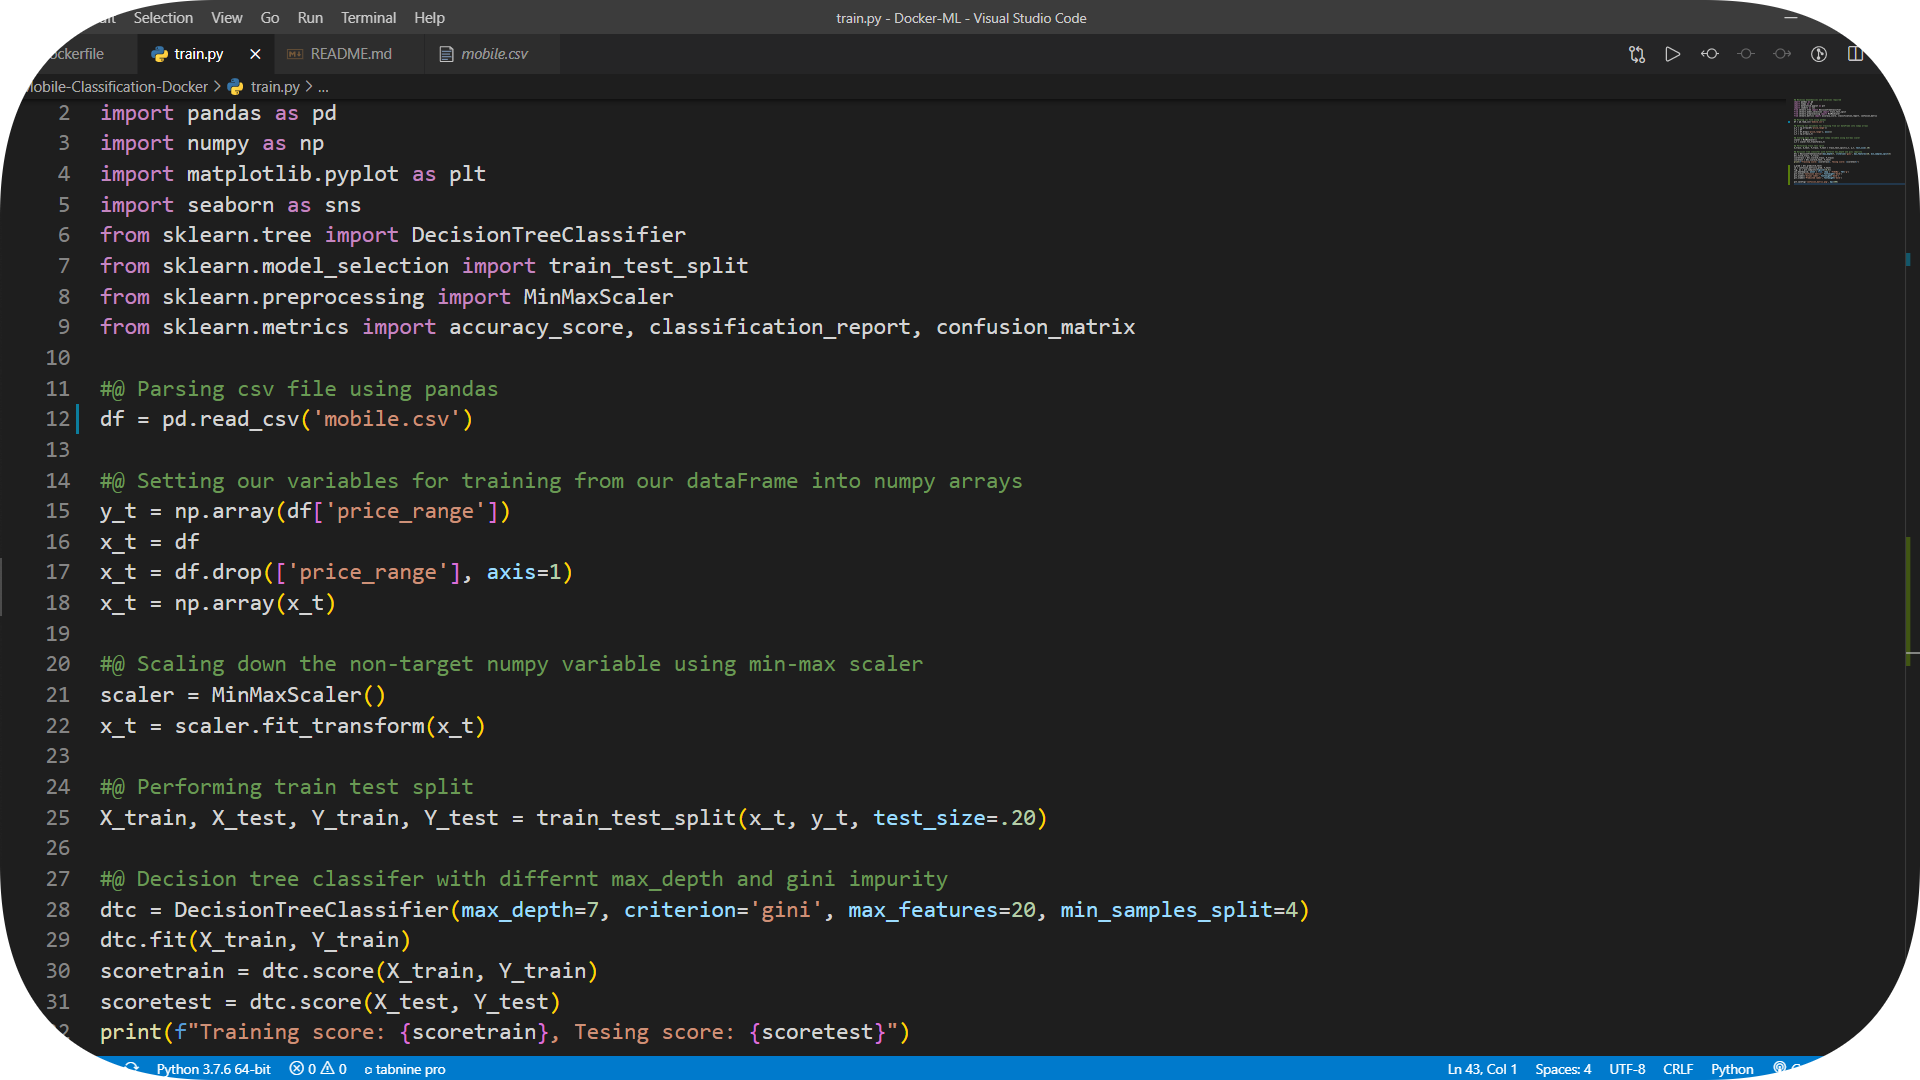 Selection View Go Run Terminal Help
train.py - Docker-ML - Visual Studio Code
train.py
README.md
mobile.csv
train.py > ...
2 import pandas as pd
3 import numpy as np
4 import matplotlib.pyplot as plt
5 import seaborn as sns
6 from sklearn.tree import DecisionTreeClassifier
7 from sklearn.model_selection import train_test_split
8 from sklearn.preprocessing import MinMaxScaler
9 from sklearn.metrics import accuracy_score, classification_report, confusion_matrix
10
11 #@ Parsing csv file using pandas
12 df = pd.read_csv('mobile.csv')
13
14 #@ Setting our variables for training from our dataFrame into numpy arrays
15 y_t = np.array(df['price_range'])
16 x_t = df
17 x_t = df.drop(['price_range'], axis=1)
18 x_t = np.array(x_t)
19
20 #@ Scaling down the non-target numpy variable using min-max scaler
21 scaler = MinMaxScaler()
22 x_t = scaler.fit_transform(x_t)
23
24 #@ Performing train test split
25 X_train, X_test, Y_train, Y_test = train_test_split(x_t, y_t, test_size=.20)
26
27 #@ Decision tree classifer with differnt max_depth and gini impurity
28 dtc = DecisionTreeClassifier(max_depth=7, criterion='gini', max_features=20, min_samples_split=4)
29 dtc.fit(X_train, Y_train)
30 scoretrain = dtc.score(X_train, Y_train)
31 scoretest = dtc.score(X_test, Y_test)
print(f"Training score: {scoretrain}, Tesing score: {scoretest}")
Python 3.7.6 64-bit 0 0 tabnine pro
Ln 43, Col 1 Spaces: 4 UTF-8 CRLF Python